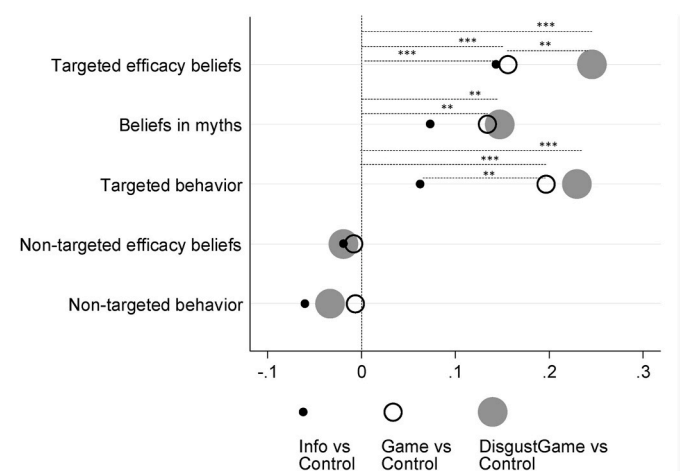 ***
***
**
***
Targeted efficacy beliefs
**
**
Beliefs in myths
***
***
**
Targeted behavior
Non-targeted efficacy beliefs
Non-targeted behavior
-.1 0 .1 .2 .3
Info vs
Control
Game vs
Control
DisgustGame vs
Control